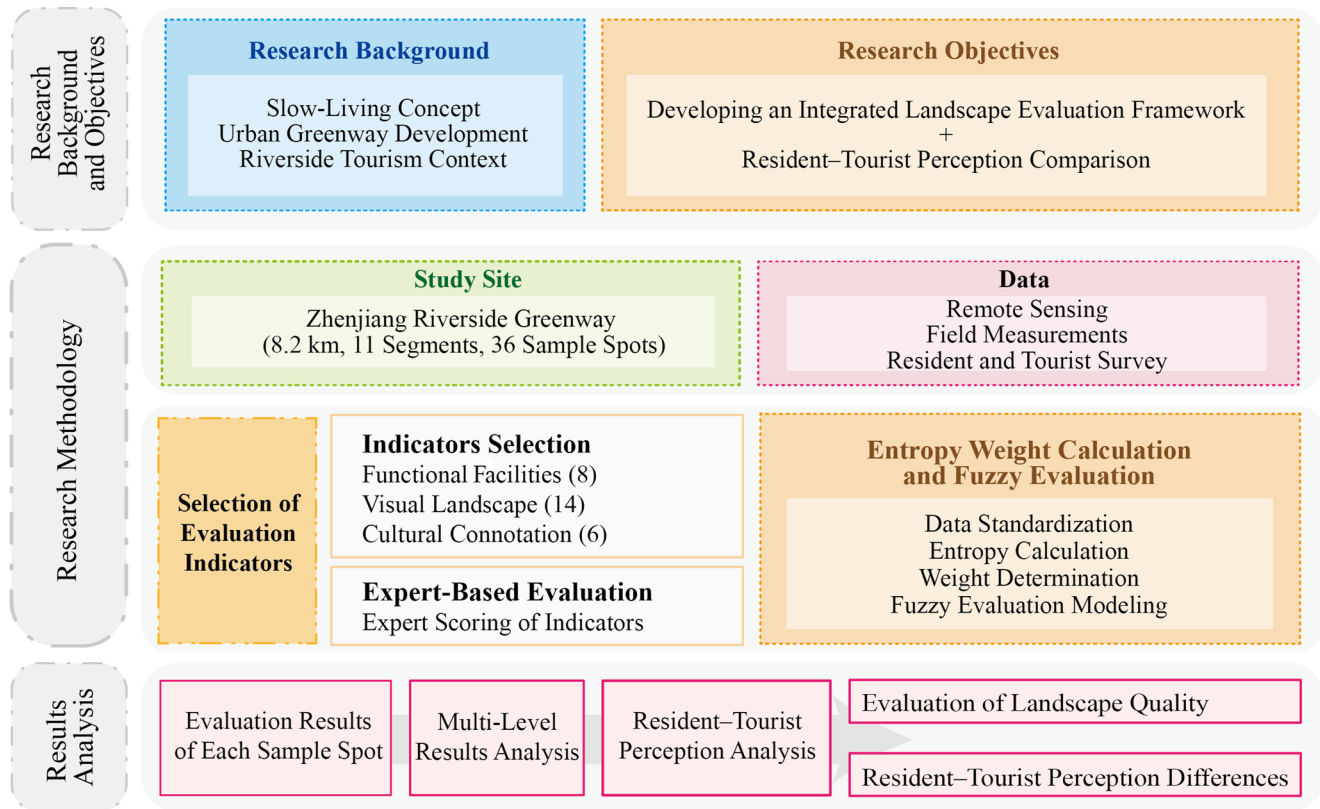 Research
Background
and Objectives
Research Background
Slow-Living Concept
Urban Greenway Development
Riverside Tourism Context
Research Objectives
Developing an Integrated Landscape Evaluation Framework
+
Resident–Tourist Perception Comparison
Research Methodology
Study Site
Zhenjiang Riverside Greenway
(8.2 km, 11 Segments, 36 Sample Spots)
Data
Remote Sensing
Field Measurements
Resident and Tourist Survey
Selection of
Evaluation
Indicators
Indicators Selection
Functional Facilities (8)
Visual Landscape (14)
Cultural Connotation (6)
Expert-Based Evaluation
Expert Scoring of Indicators
Entropy Weight Calculation
and Fuzzy Evaluation
Data Standardization
Entropy Calculation
Weight Determination
Fuzzy Evaluation Modeling
Results
Analysis
Evaluation Results
of Each Sample Spot
Multi-Level
Results Analysis
Resident–Tourist
Perception Analysis
Evaluation of Landscape Quality
Resident–Tourist Perception Differences